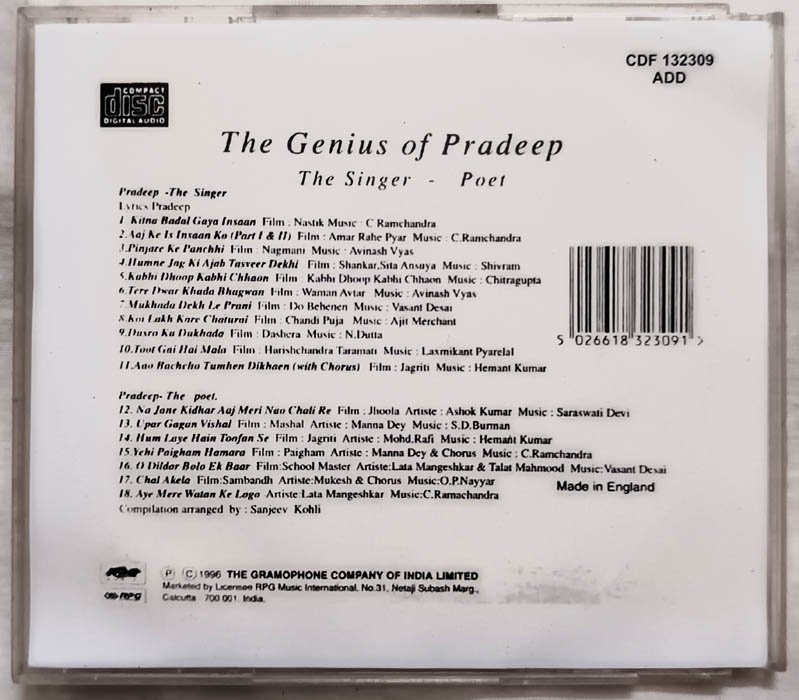 CDF 132309
ADD
COMPACT
disc
DIGITAL AUDIO
The Genius of Pradeep
The Singer - Poet
Pradeep -The Singer
Lyrics Pradeep
1. Kitna Badal Gaya Insaan Film : Nastik Music : C Ramchandra
2. Aaj Ke Is Insaan Ko (Part I & II) Film : Amar Rahe Pyar Music : C.Ramchandra
3.Pinjare Ke Panchhi Film : Nagmani Music : Avinash Vyas
4.Humne Jag Ki Ajab Tasveer Dekhi Film : Shankar,Sita Ansuya Music : Shivram
5.Kabhi Dhoop Kabhi Chhaon Film : Kabhi Dhoop Kabhi Chhaon Music : Chitragupta
6.Tere Dwar Khada Bhagwan Film : Waman Avtar Music : Avinash Vyas
7.Mukhada Dekh Le Prani Film : Do Behenen Music : Vasant Desai
8.Koi Lakh Kare Chaturai Film : Chandi Puja Music : Ajit Merchant
9.Dusro Ka Dukhada Film : Dashera Music : N.Dutta
10.Toot Gai Hai Mala Film : Harishchandra Taramati Music : Laxmikant Pyarelal
11.Aao Bachcho Tumhen Dikhaen (with Chorus) Film : Jagriti Music : Hemant Kumar
5 026618 323091 >
Pradeep- The poet.
12. Na Jane Kidhar Aaj Meri Nao Chali Re Film : Jhoola Artiste : Ashok Kumar Music : Saraswati Devi
13. Upar Gagan Vishal Film : Mashal Artiste : Manna Dey Music : S.D.Burman
14. Hum Laye Hain Toofan Se Film : Jagriti Artiste : Mohd.Rafi Music : Hemant Kumar
15.Yehi Paigham Hamara Film : Paigham Artiste : Manna Dey & Chorus Music : C.Ramchandra
16. O Dildar Bolo Ek Baar Film:School Master Artiste:Lata Mangeshkar & Talat Mahmood Music:Vasant Desai
17. Chal Akela Film:Sambandh Artiste:Mukesh & Chorus Music:O.P.Nayyar
18. Aye Mere Watan Ke Logo Artiste:Lata Mangeshkar Music:C.Ramachandra
Compilation arranged by : Sanjeev Kohli
Made in England
P C 1996 THE GRAMOPHONE COMPANY OF INDIA LIMITED
Marketed by Licensee RPG Music International, No.31, Netaji Subash Marg.,
Calcutta 700 001. India.
RPG